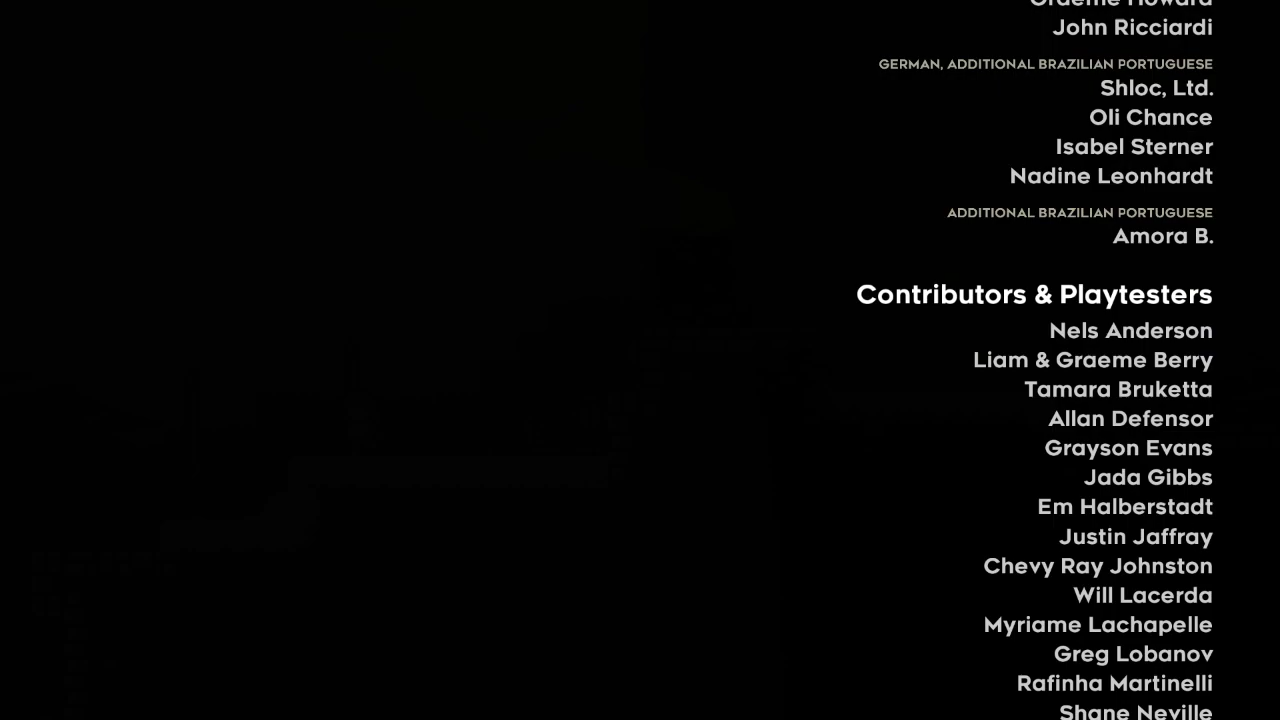 Graeme Howard
John Ricciardi
GERMAN, ADDITIONAL BRAZILIAN PORTUGUESE
Shloc, Ltd.
Oli Chance
Isabel Sterner
Nadine Leonhardt
ADDITIONAL BRAZILIAN PORTUGUESE
Amora B.
Contributors & Playtesters
Nels Anderson
Liam & Graeme Berry
Tamara Bruketta
Allan Defensor
Grayson Evans
Jada Gibbs
Em Halberstadt
Justin Jaffray
Chevy Ray Johnston
Will Lacerda
Myriame Lachapelle
Greg Lobanov
Rafinha Martinelli
Shane Neville